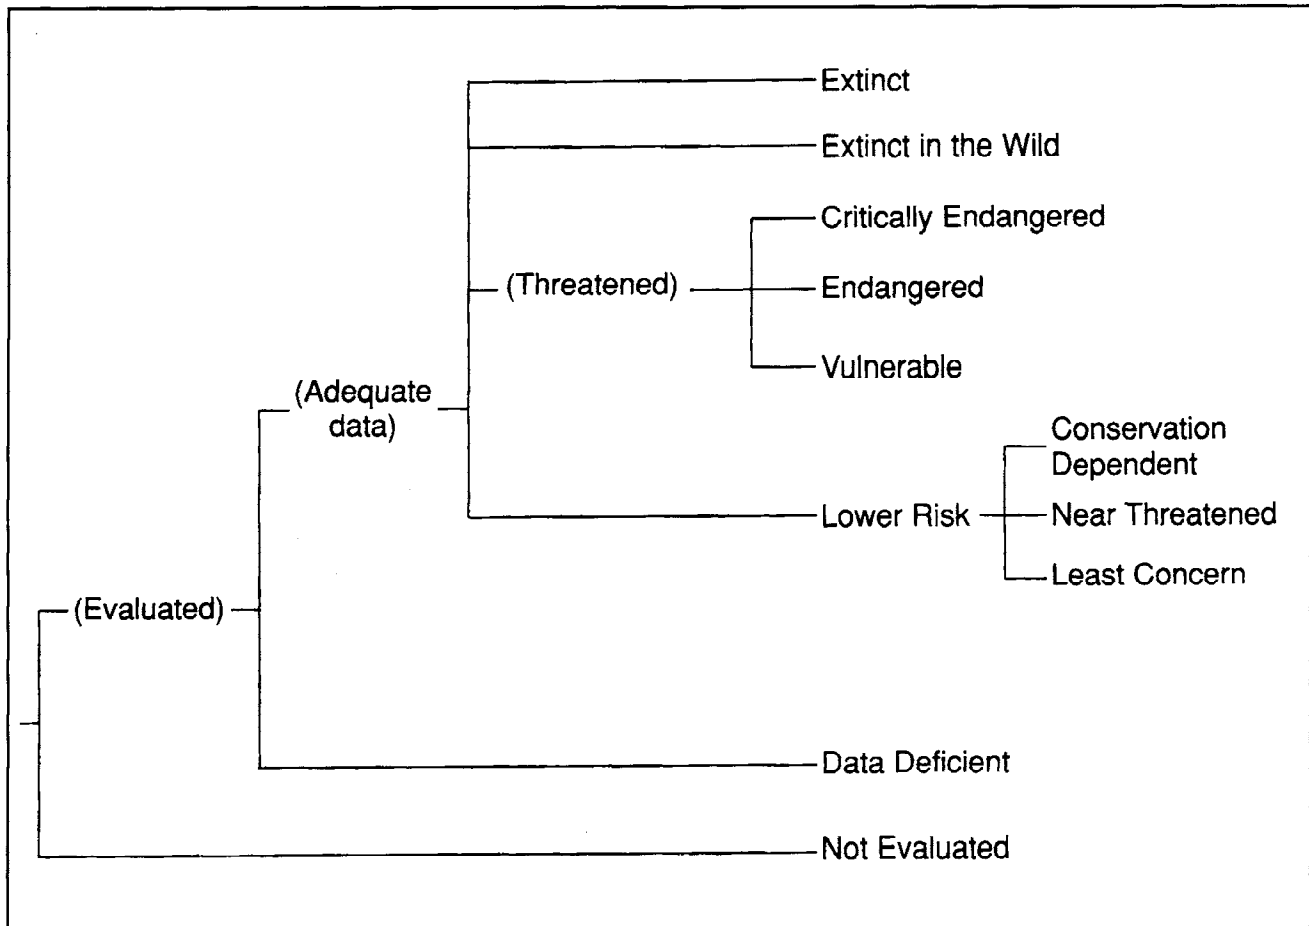 Extinct
Extinct in the Wild
Critically Endangered
(Threatened)
Endangered
Vulnerable
(Adequate
data)
Conservation
Dependent
Lower Risk
Near Threatened
Least Concern
(Evaluated)
Data Deficient
Not Evaluated